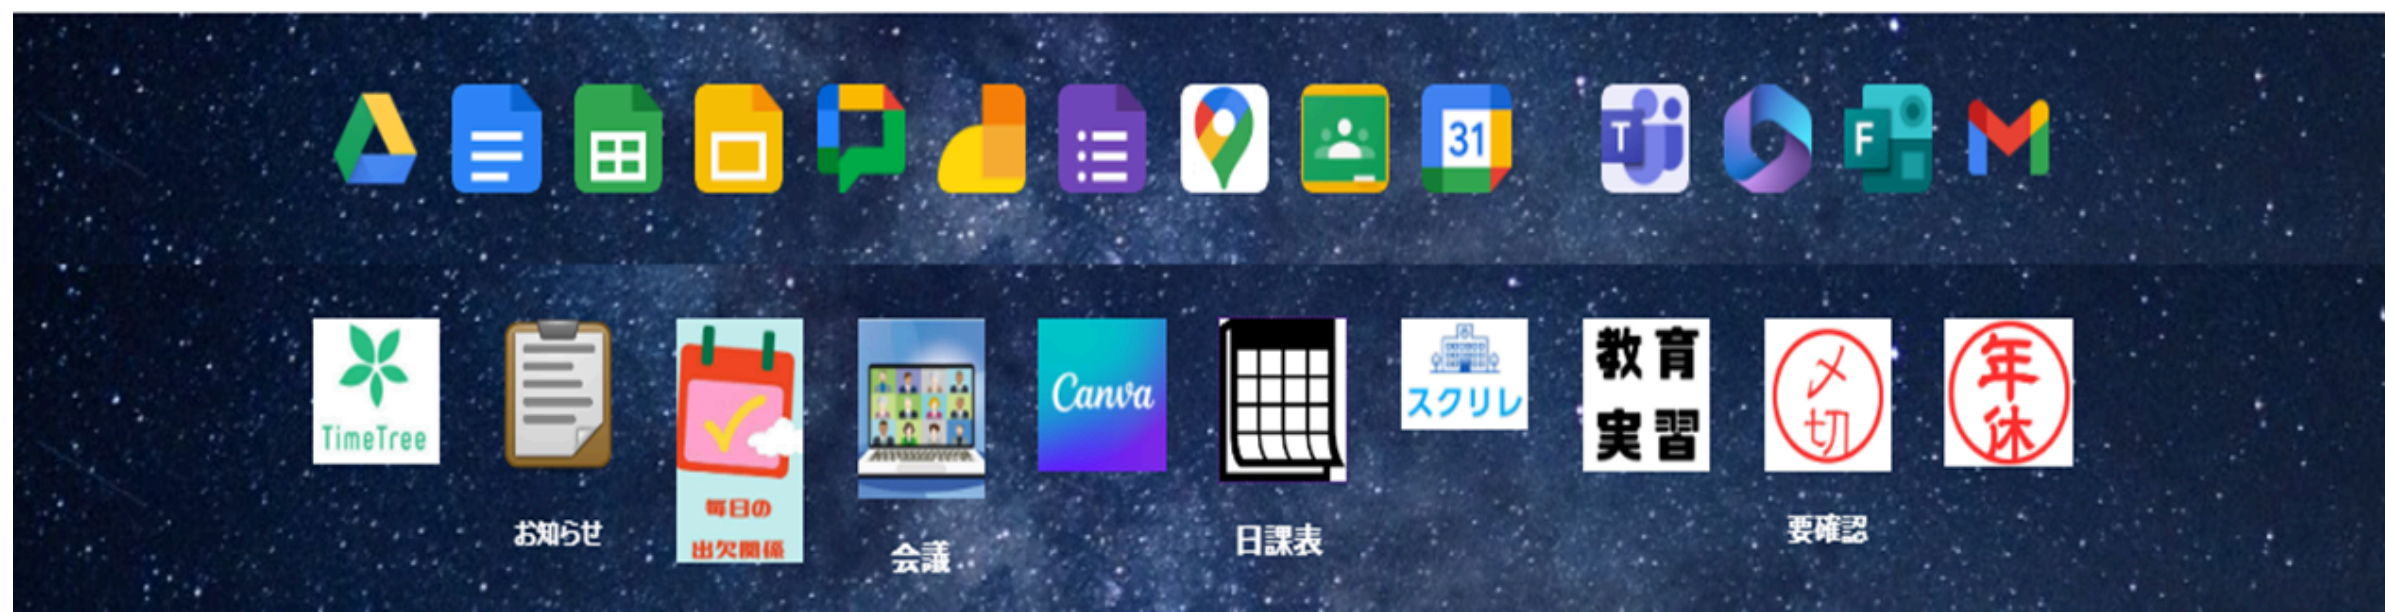 31
T
F
TimeTree
お知らせ
毎日の
出欠関係
会議
Canva
日課表
スクリレ
教育
実習
〆
切
要確認
年
休